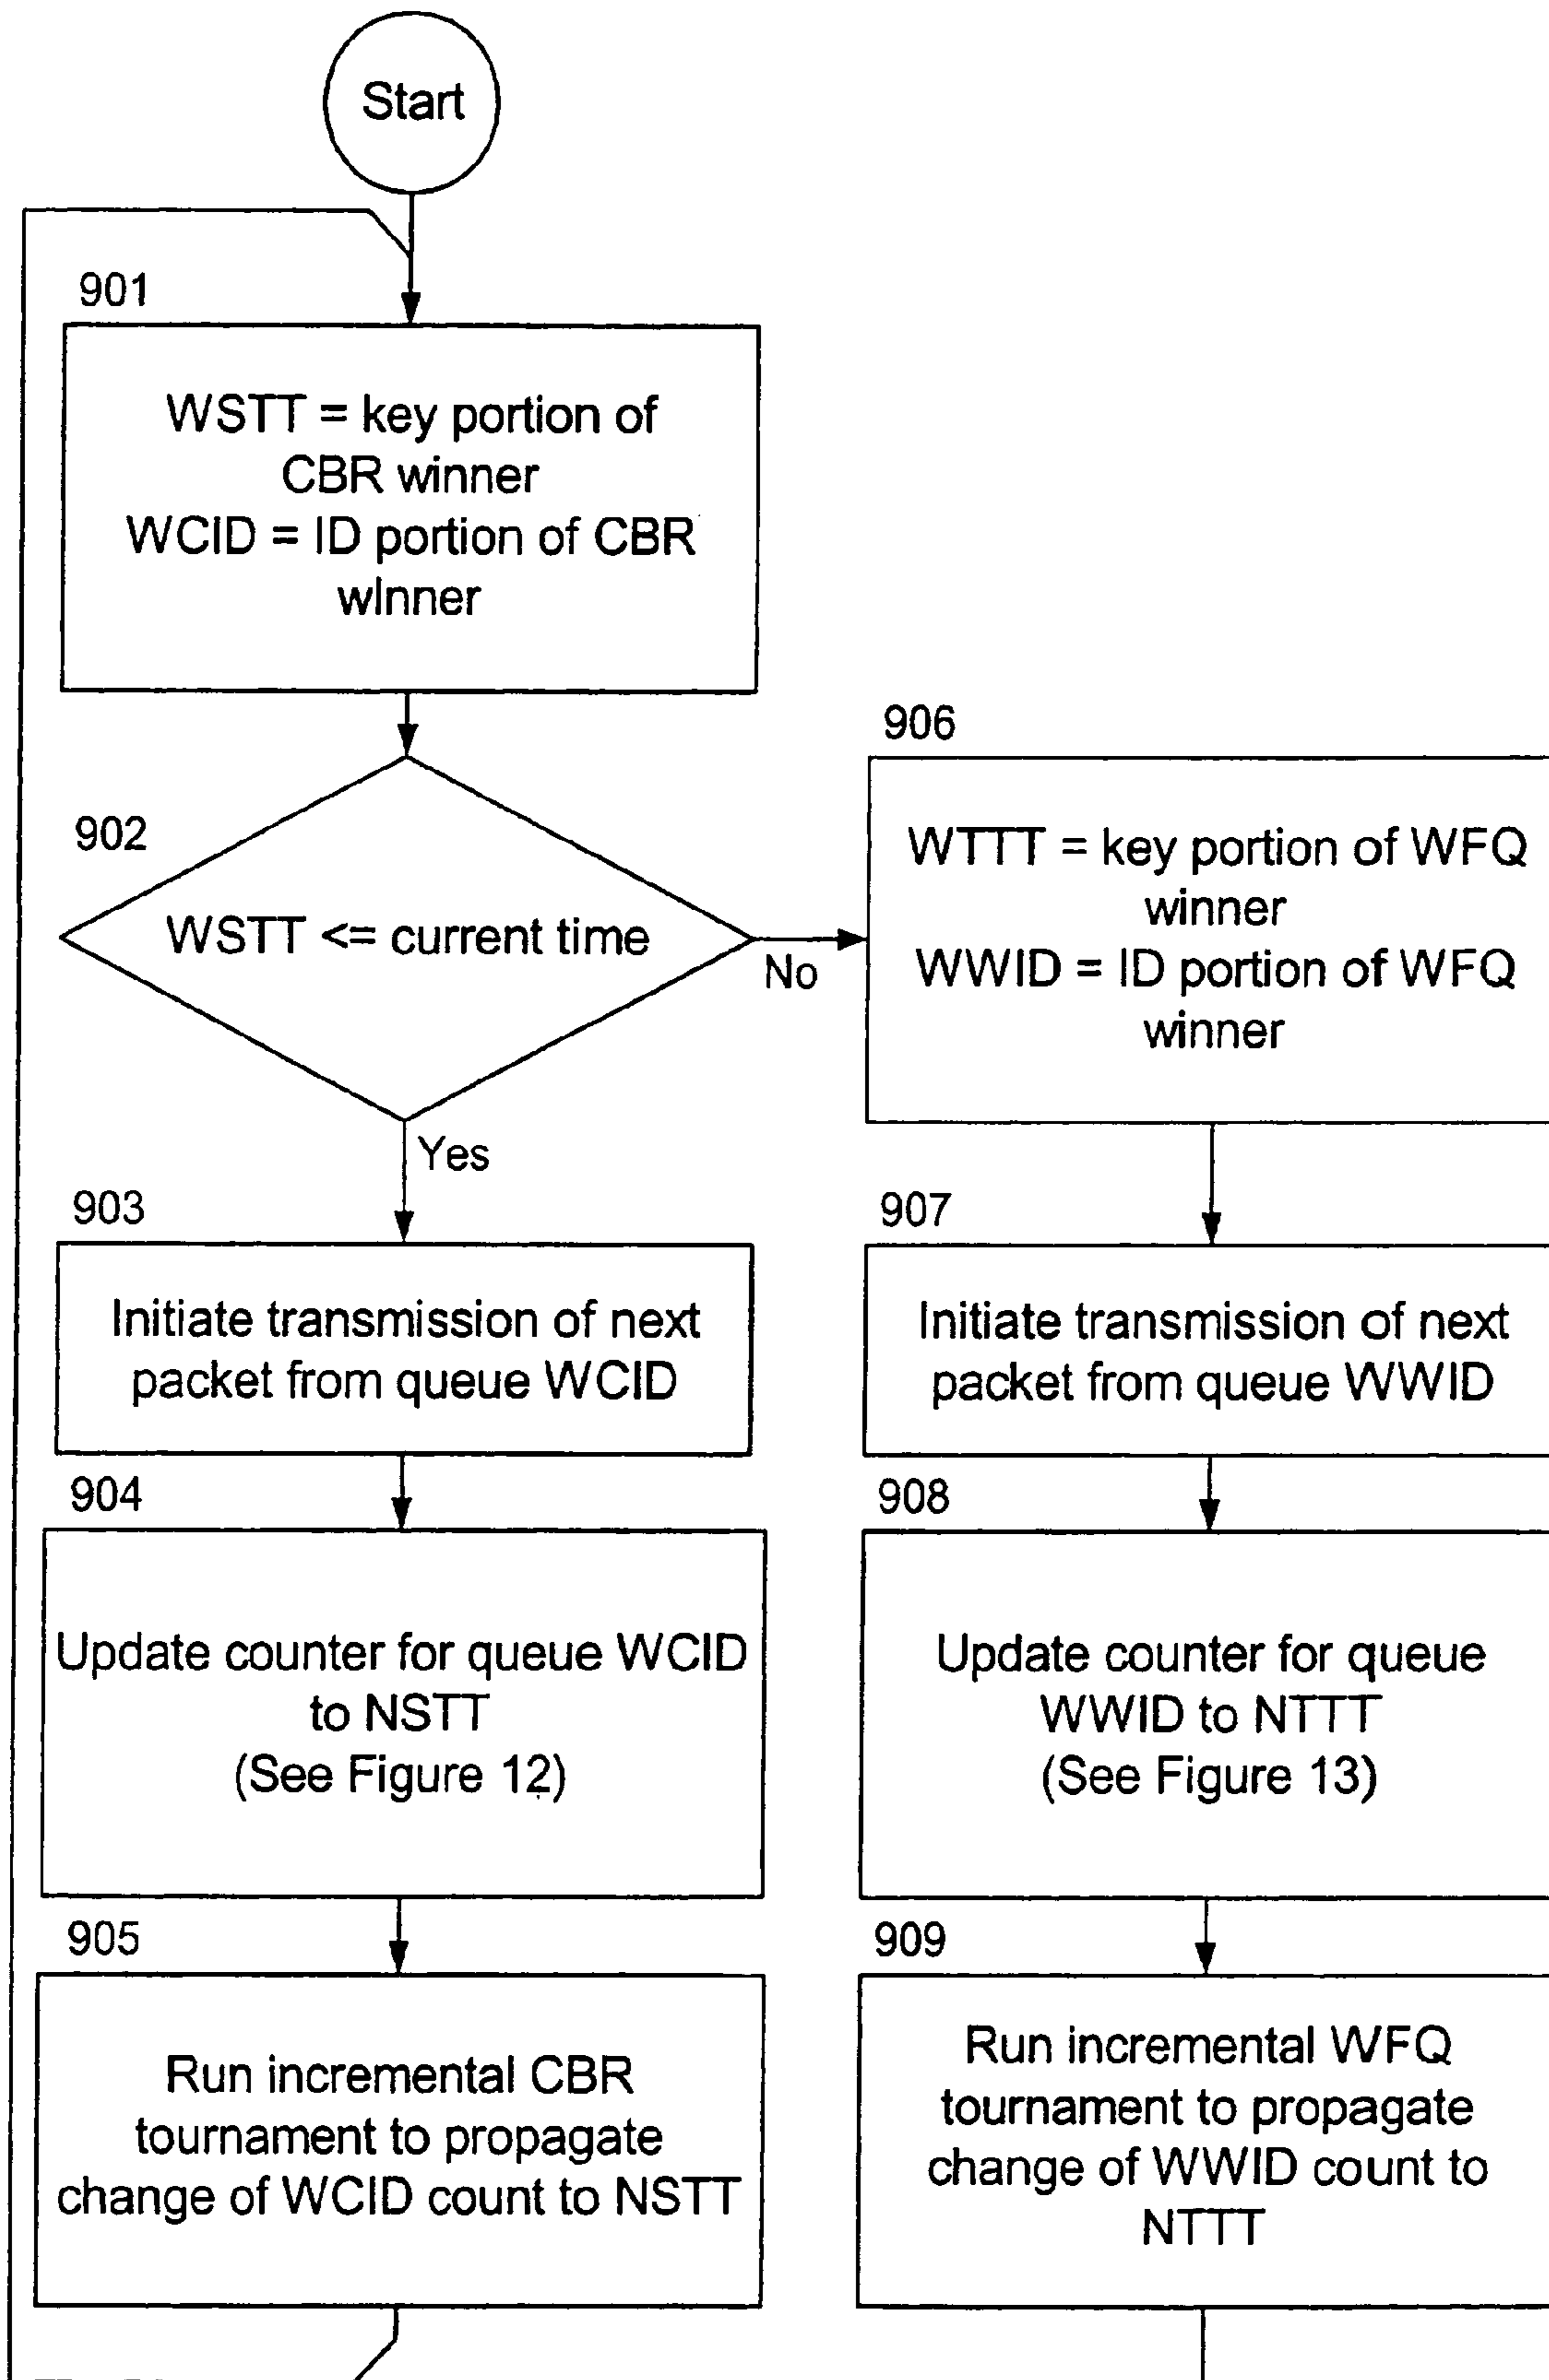 Start
901
WSTT = key portion of
CBR winner
WCID = ID portion of CBR
winner
902
WSTT <= current time
No
Yes
906
WTTT = key portion of WFQ
winner
WWID = ID portion of WFQ
winner
903
Initiate transmission of next
packet from queue WCID
907
Initiate transmission of next
packet from queue WWID
904
Update counter for queue WCID
to NSTT
(See Figure 12)
908
Update counter for queue
WWID to NTTT
(See Figure 13)
905
Run incremental CBR
tournament to propagate
change of WCID count to NSTT
909
Run incremental WFQ
tournament to propagate
change of WWID count to
NTTT